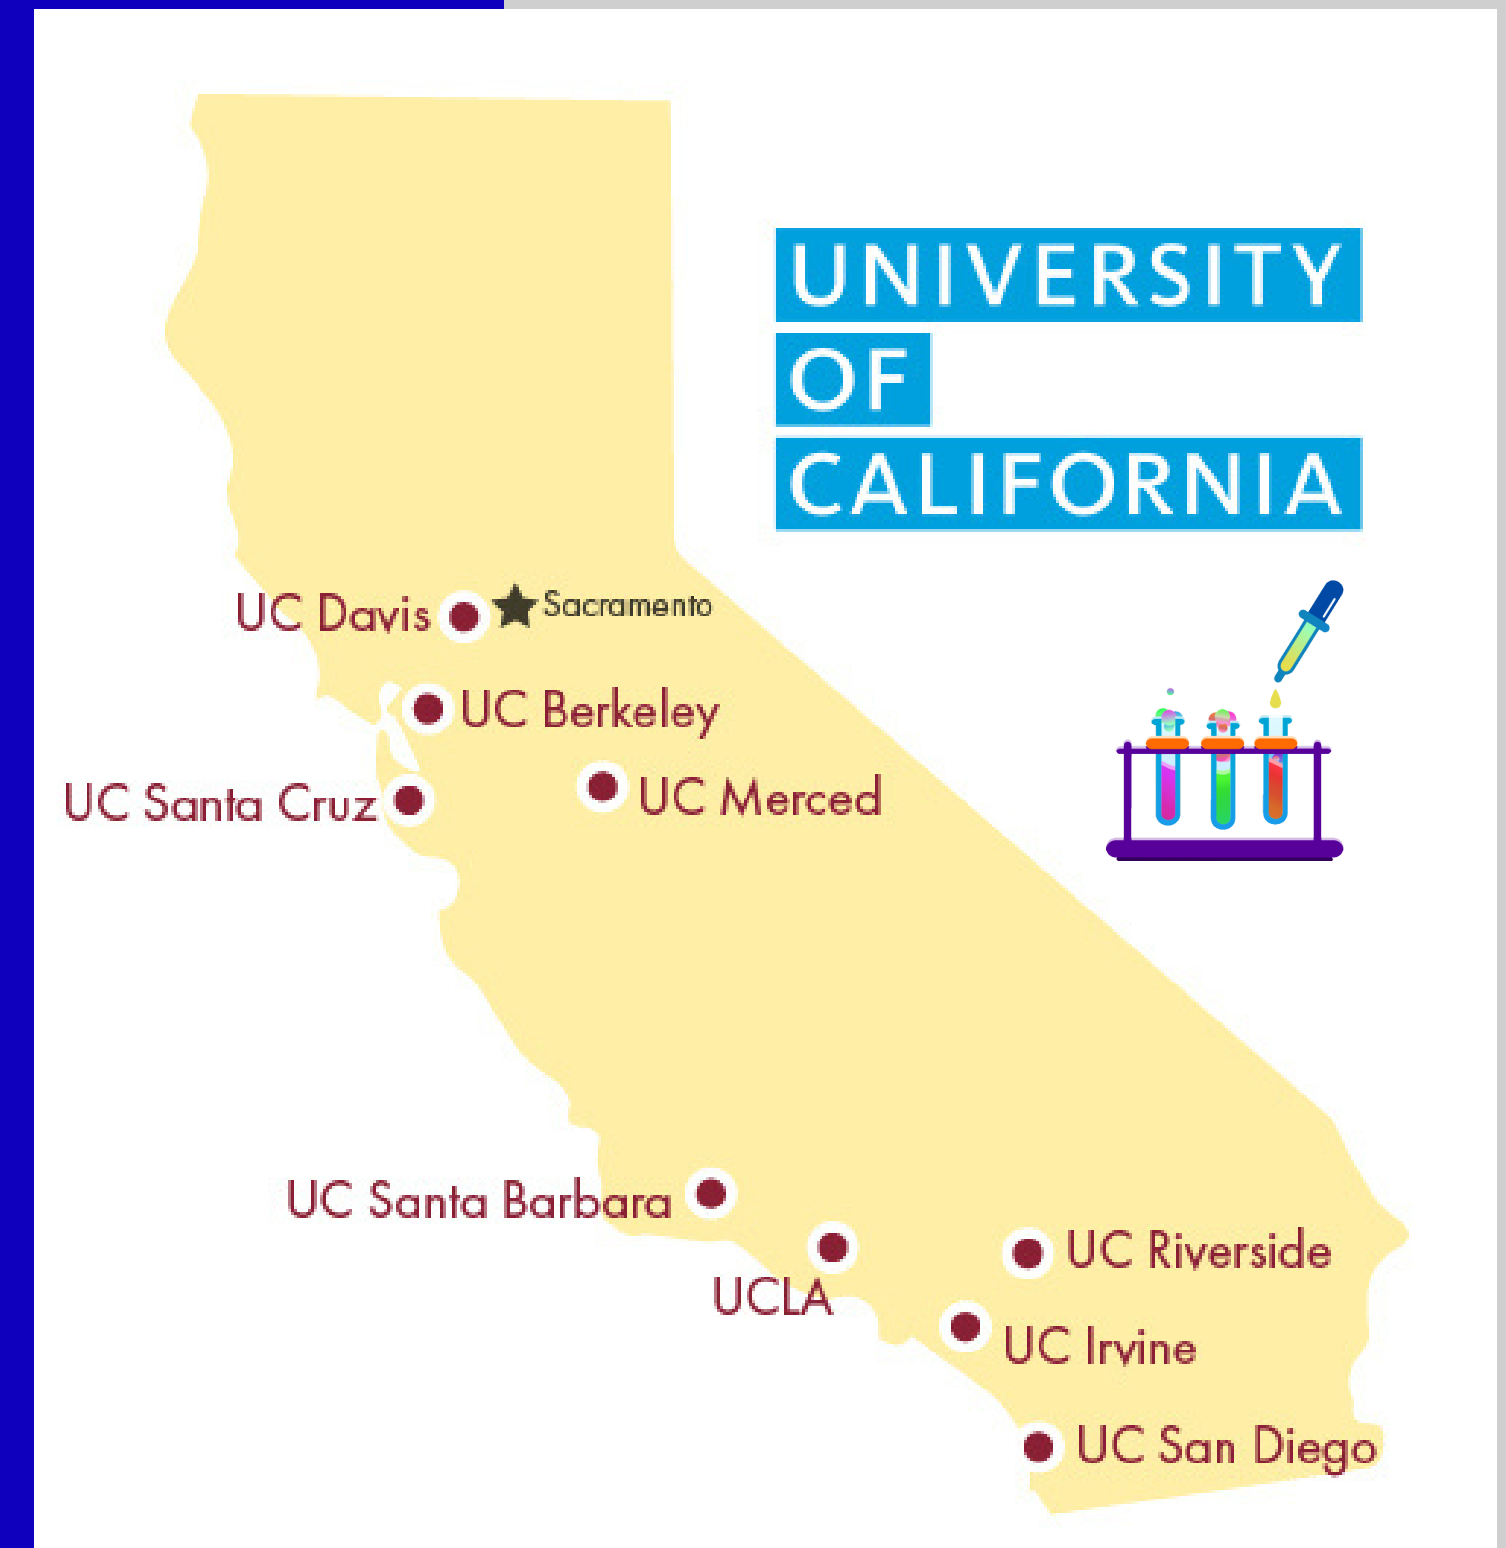 UNIVERSITY
OF
CALIFORNIA
UC Davis
Sacramento
UC Berkeley
UC Merced
UC Santa Cruz
UC Santa Barbara
UCLA
UC Riverside
UC Irvine
UC San Diego